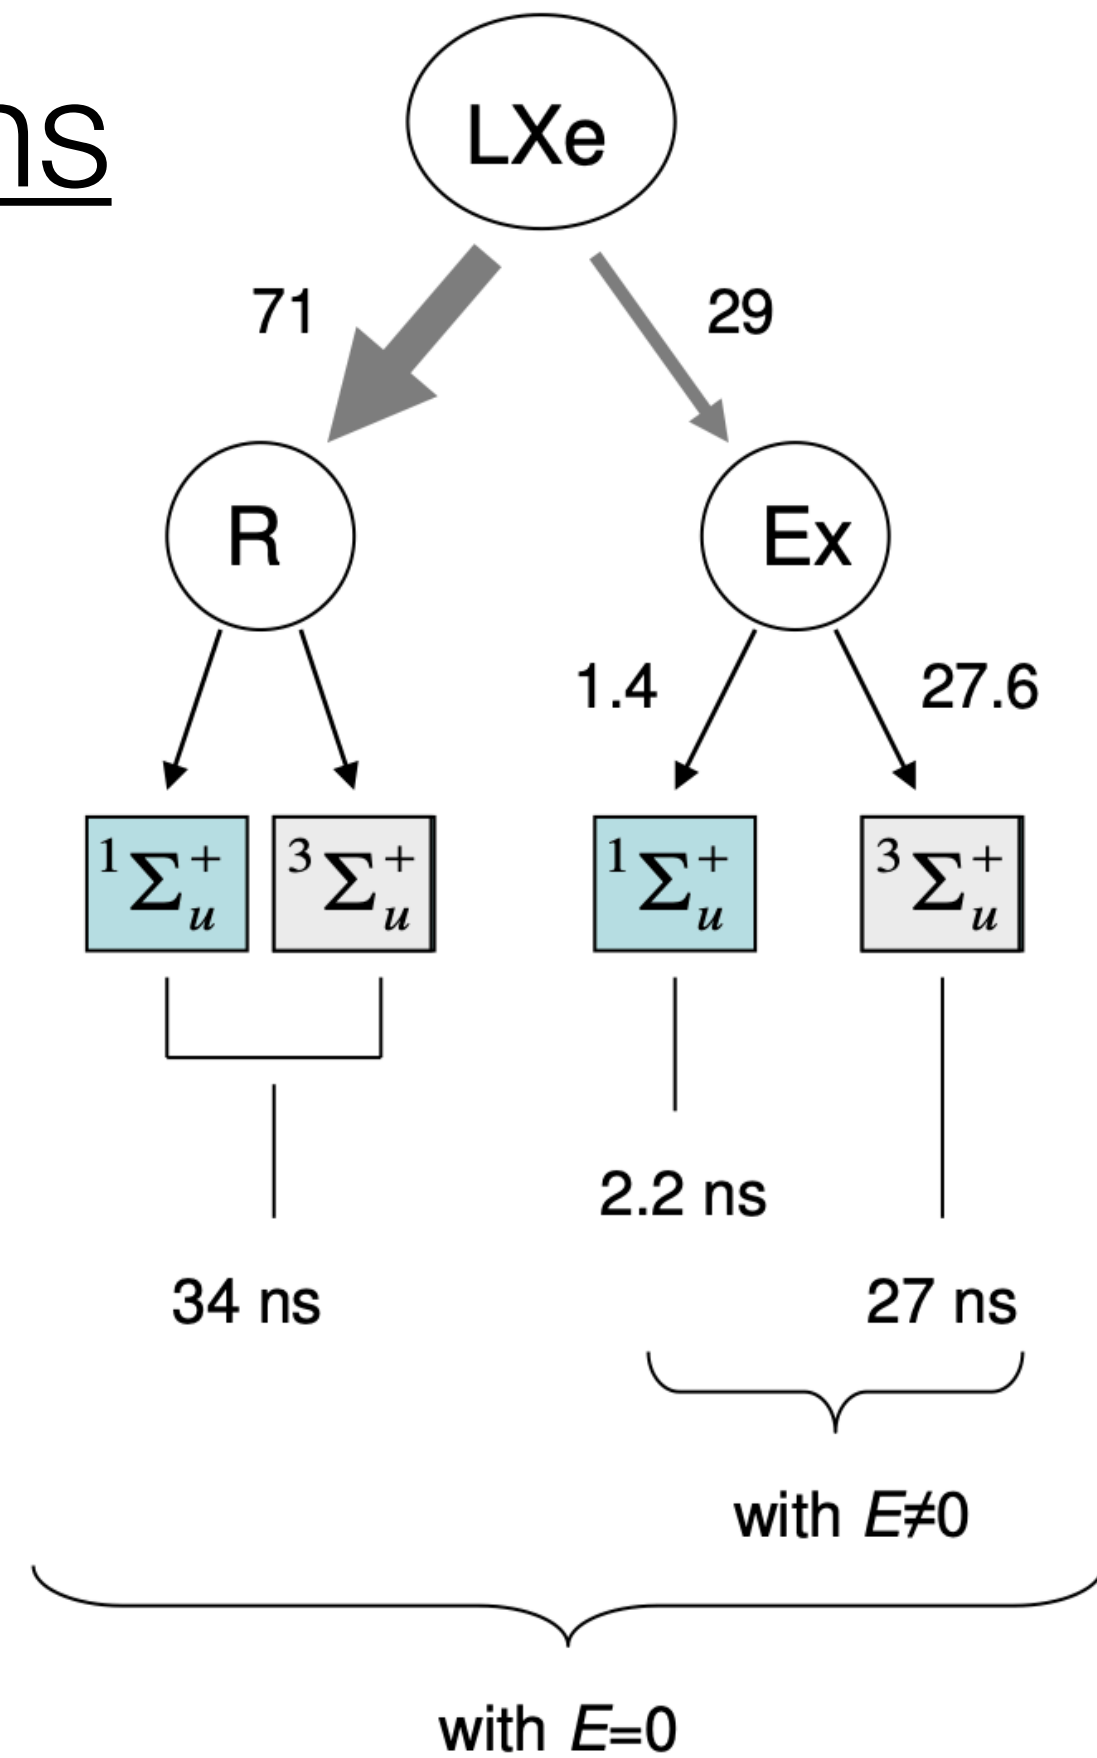 ns
LXe
71 29
R Ex
1.4 27.6
¹Σᵤ⁺ ³Σᵤ⁺ ¹Σᵤ⁺ ³Σᵤ⁺
2.2 ns
34 ns 27 ns
with E≠0
with E=0